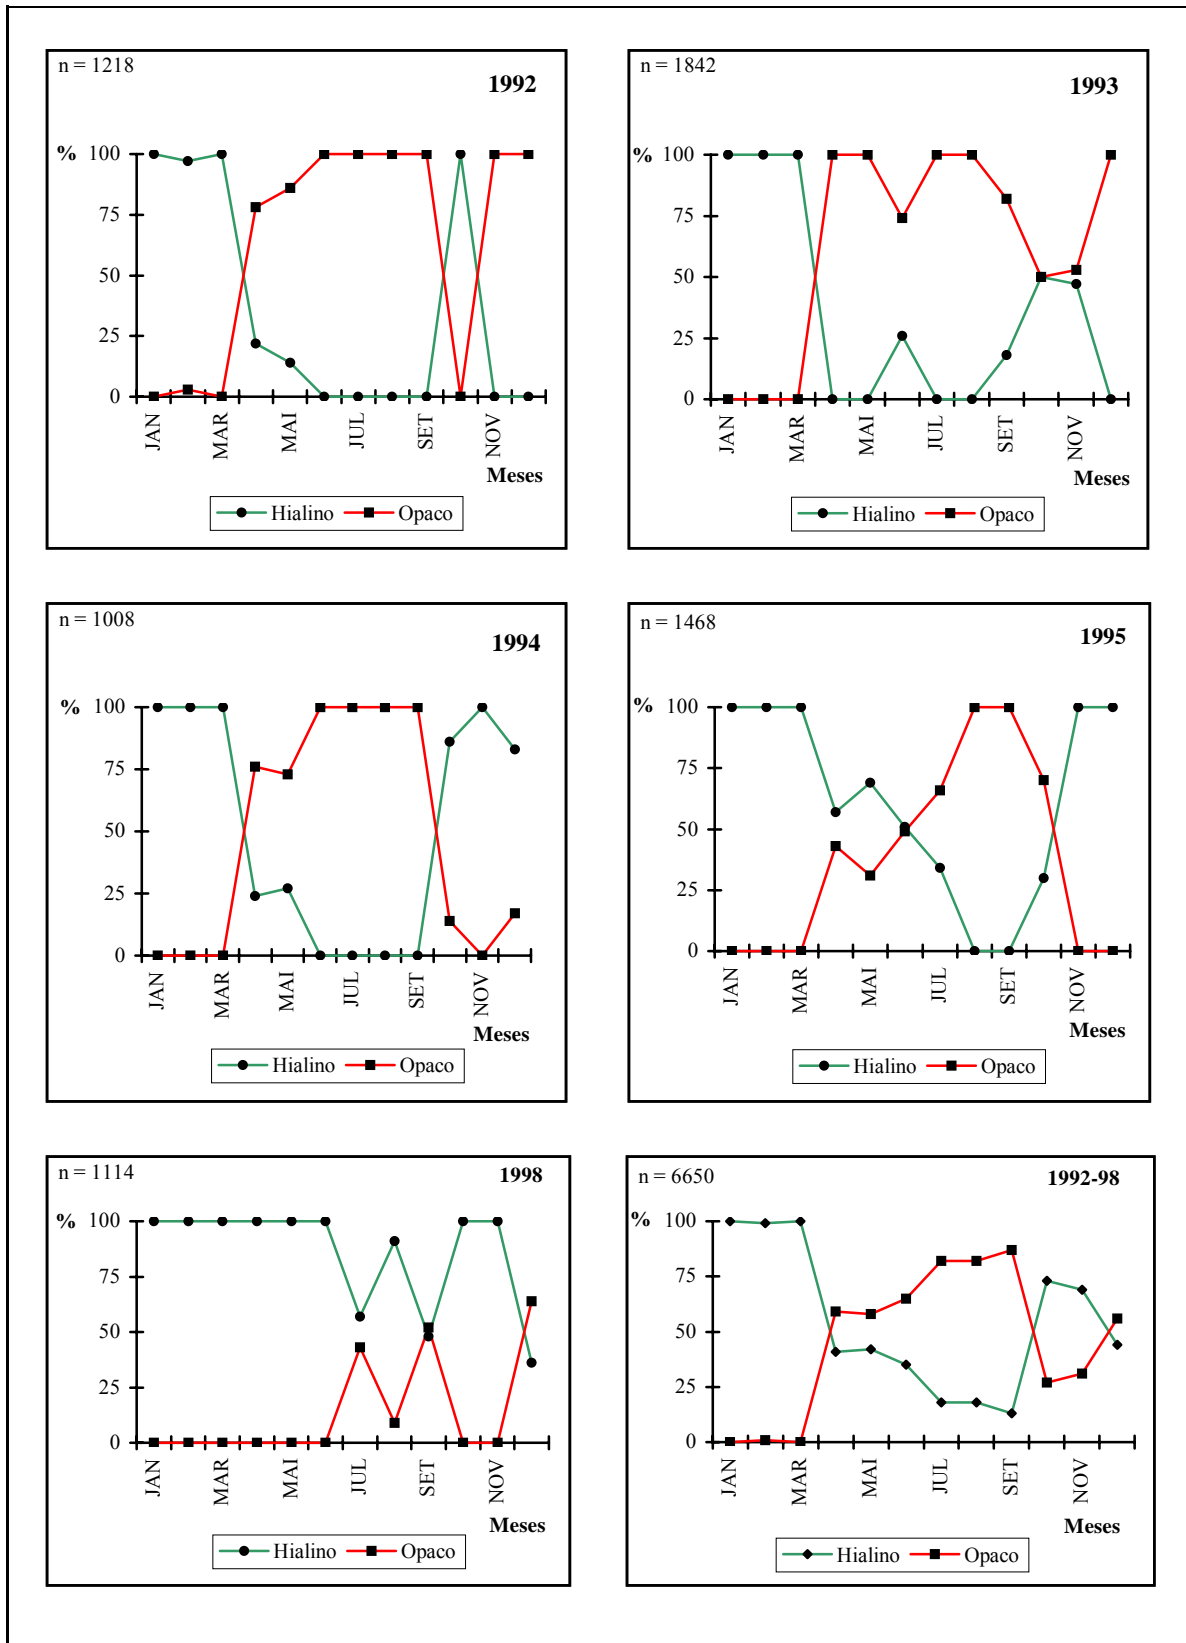 n = 1218
1992
% 100
75
50
25
0
JAN MAR MAI JUL SET NOV
Meses
Hialino Opaco
n = 1842
1993
% 100
75
50
25
0
JAN MAR MAI JUL SET NOV
Meses
Hialino Opaco
n = 1008
1994
% 100
75
50
25
0
JAN MAR MAI JUL SET NOV
Meses
Hialino Opaco
n = 1468
1995
% 100
75
50
25
0
JAN MAR MAI JUL SET NOV
Meses
Hialino Opaco
n = 1114
1998
% 100
75
50
25
0
JAN MAR MAI JUL SET NOV
Meses
Hialino Opaco
n = 6650
1992-98
% 100
75
50
25
0
JAN MAR MAI JUL SET NOV
Meses
Hialino Opaco